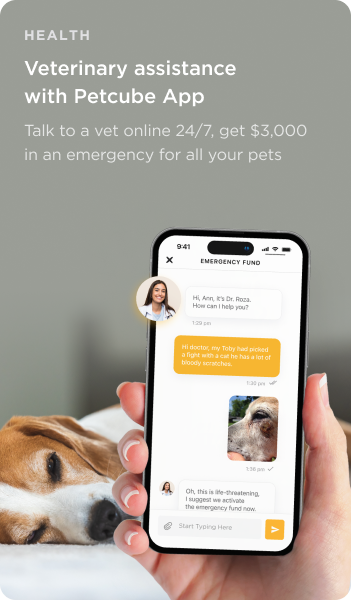 HEALTH
Veterinary assistance
with Petcube App
Talk to a vet online 24/7, get $3,000
in an emergency for all your pets
9:41
EMERGENCY FUND
Hi, Ann, it's Dr. Roza.
How can I help you?
1:29 pm
Hi doctor, my Toby had picked
a fight with a cat he has a lot of
bloody scratches.
1:30 pm
1:38 pm
Oh, this is life-threatening,
I suggest we activate
the emergency fund now.
Start Typing Here